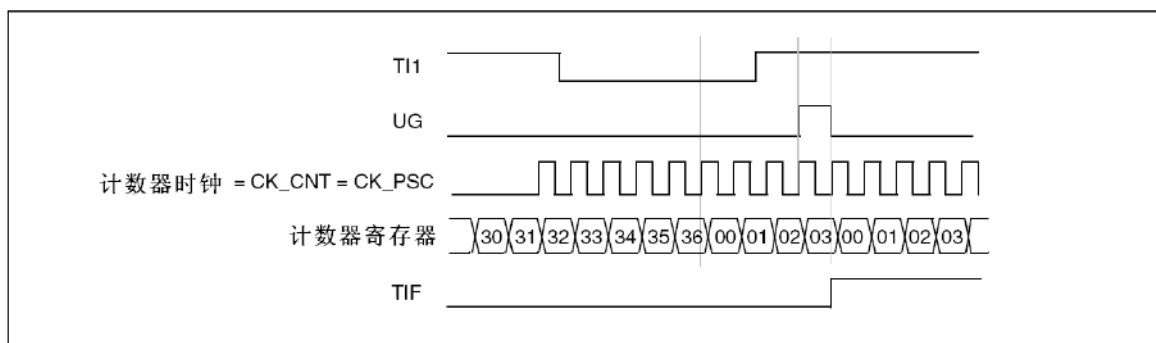 TI1
UG
计数器时钟 = CK_CNT = CK_PSC
计数器寄存器 30 31 32 33 34 35 36 00 01 02 03 00 01 02 03
TIF